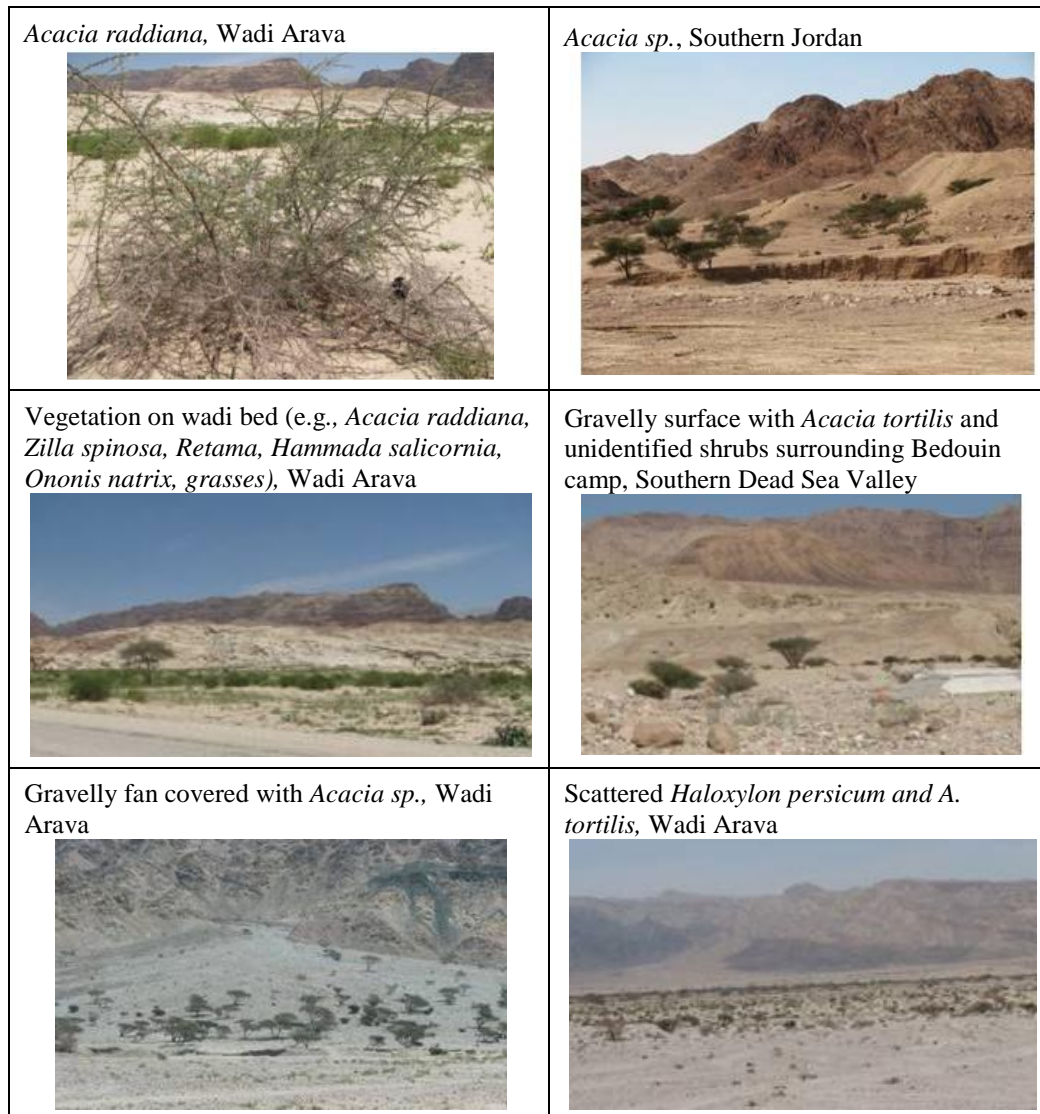 Acacia raddiana, Wadi Arava
Acacia sp., Southern Jordan
Vegetation on wadi bed (e.g., Acacia raddiana,
Zilla spinosa, Retama, Hammada salicornia,
Ononis natrix, grasses), Wadi Arava
Gravelly surface with Acacia tortilis and
unidentified shrubs surrounding Bedouin
camp, Southern Dead Sea Valley
Gravelly fan covered with Acacia sp., Wadi
Arava
Scattered Haloxylon persicum and A.
tortilis, Wadi Arava